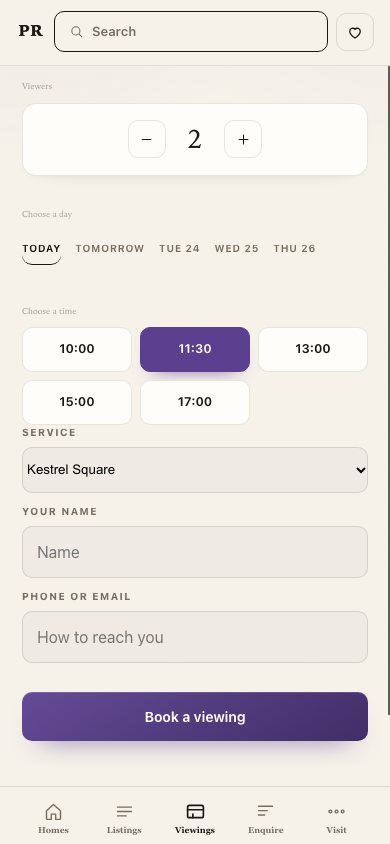 PR Search
Viewers
− 2 +
Choose a day
TODAY TOMORROW TUE 24 WED 25 THU 26
Choose a time
10:00 11:30 13:00
15:00 17:00
SERVICE
Kestrel Square
YOUR NAME
Name
PHONE OR EMAIL
How to reach you
Book a viewing
Homes Listings Viewings Enquire Visit